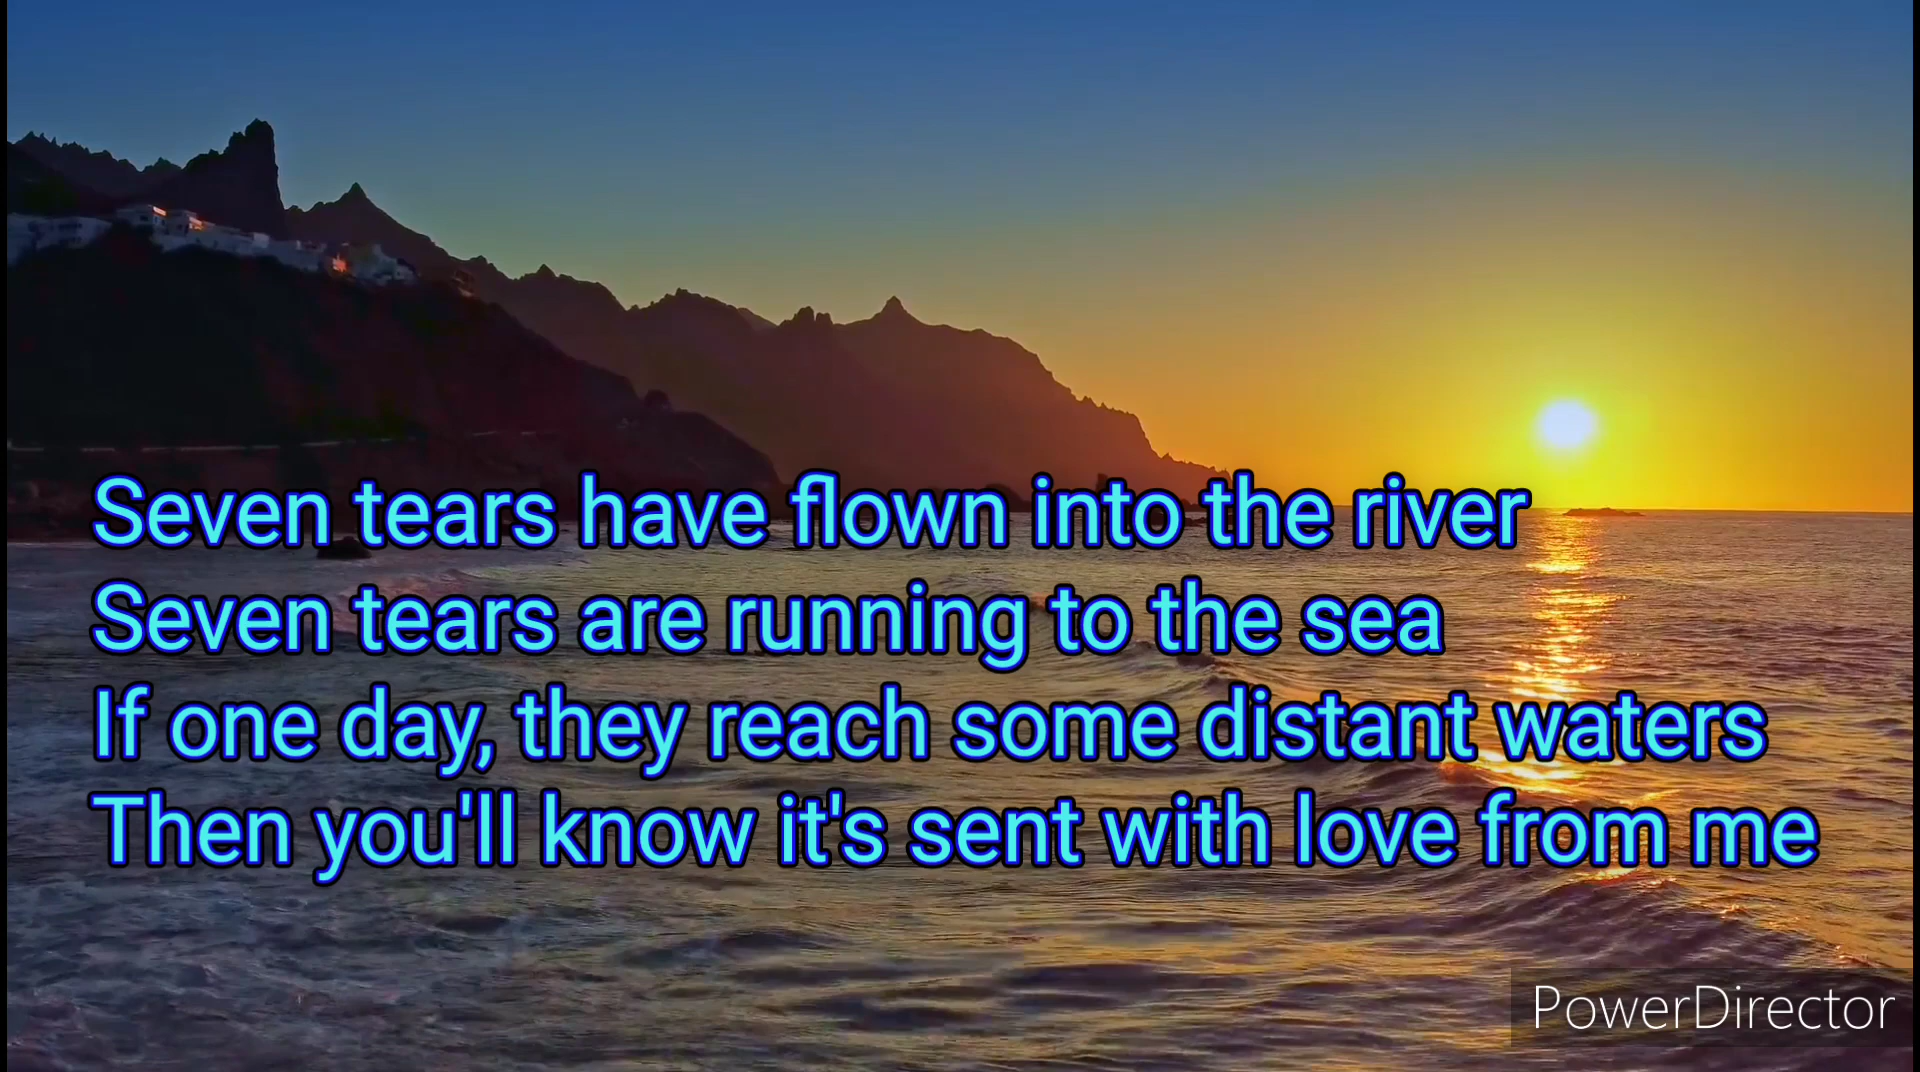 Seven tears have flown into the river
Seven tears are running to the sea
If one day, they reach some distant waters
Then you'll know it's sent with love from me
PowerDirector